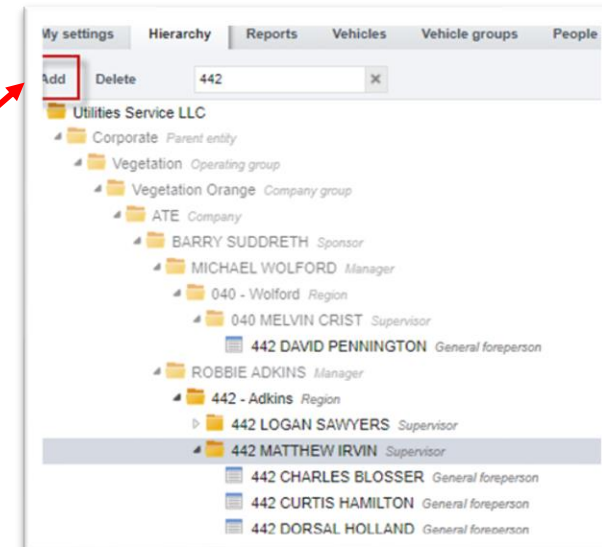 My settings Hierarchy Reports Vehicles Vehicle groups People
Add Delete 442
Utilities Service LLC
Corporate Parent entity
Vegetation Operating group
Vegetation Orange Company group
ATE Company
BARRY SUDDRETH Sponsor
MICHAEL WOLFORD Manager
040 - Wolford Region
040 MELVIN CRIST Supervisor
442 DAVID PENNINGTON General foreperson
ROBBIE ADKINS Manager
442 - Adkins Region
442 LOGAN SAWYERS Supervisor
442 MATTHEW IRVIN Supervisor
442 CHARLES BLOSSER General foreperson
442 CURTIS HAMILTON General foreperson
442 DORSAL HOLLAND General foreperson